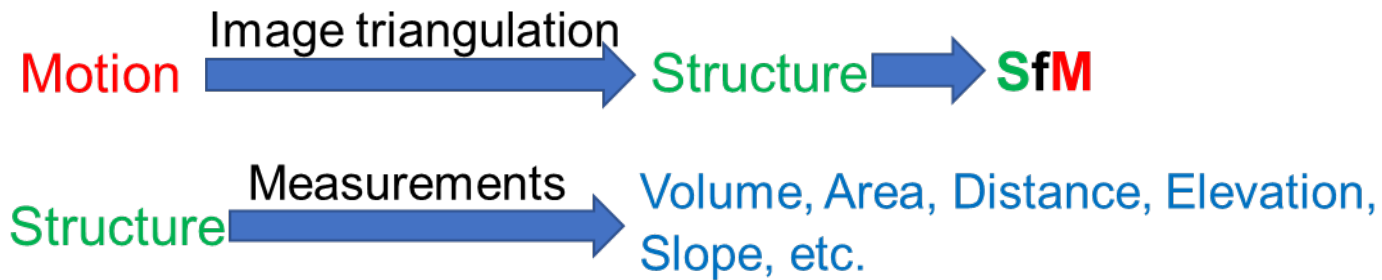 Image triangulation
Motion Structure SfM
Measurements
Structure Volume, Area, Distance, Elevation,
Slope, etc.